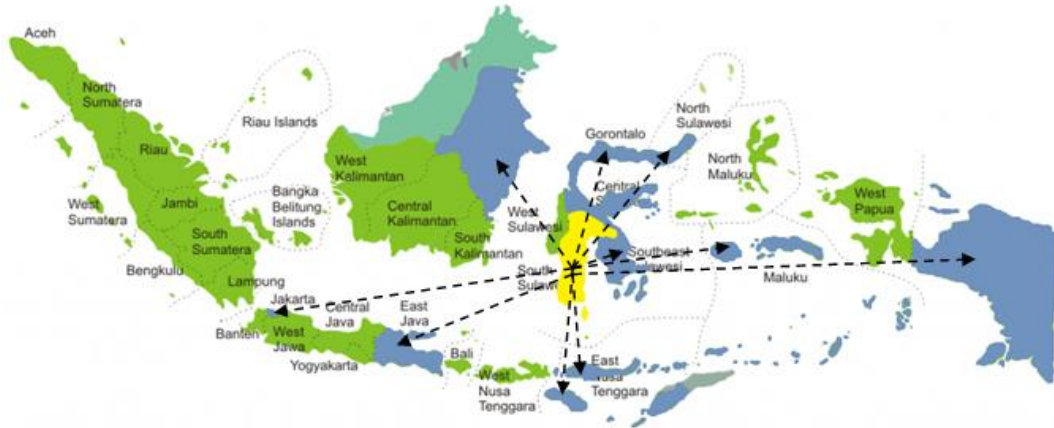 Aceh
North
Sumatera
Riau Islands
Riau
West
Sumatera
Jambi
Bangka
Belitung
Islands
South
Sumatera
Bengkulu
Lampung
West
Kalimantan
Central
Kalimantan
South
Kalimantan
Gorontalo
North
Sulawesi
Central
West
Sulawesi
South
Southeast
North
Maluku
West
Papua
Maluku
Jakarta
Banten
West
Jawa
Central
Java
Yogyakarta
East
Java
Bali
West
Nusa
Tenggara
East
Tenggara